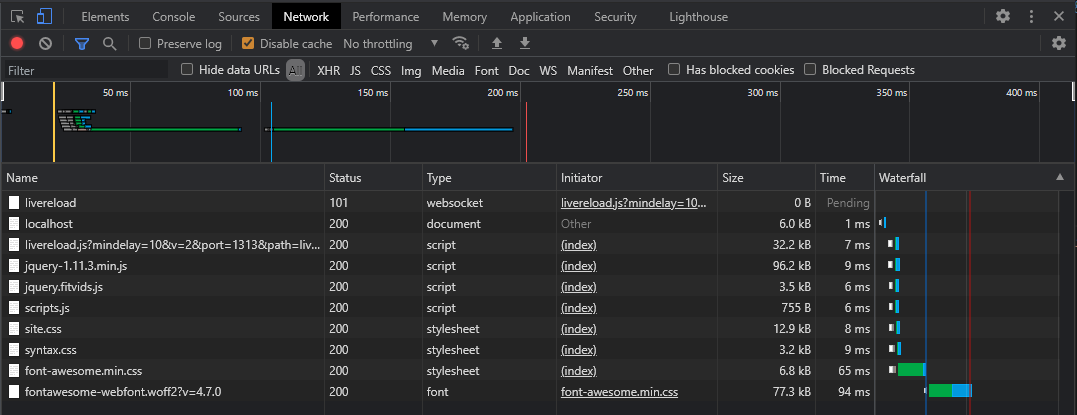 Elements Console Sources Network Performance Memory Application Security Lighthouse
Preserve log Disable cache No throttling
Filter Hide data URLs All XHR JS CSS Img Media Font Doc WS Manifest Other Has blocked cookies Blocked Requests
50 ms 100 ms 150 ms 200 ms 250 ms 300 ms 350 ms 400 ms
Name Status Type Initiator Size Time Waterfall
livereload 101 websocket livereload.js?mindelay=10... 0 B Pending
localhost 200 document Other 6.0 kB 1 ms
livereload.js?mindelay=10&v=2&port=1313&path=liv... 200 script (index) 32.2 kB 7 ms
jquery-1.11.3.min.js 200 script (index) 96.2 kB 9 ms
jquery.fitvids.js 200 script (index) 3.5 kB 6 ms
scripts.js 200 script (index) 755 B 6 ms
site.css 200 stylesheet (index) 12.9 kB 8 ms
syntax.css 200 stylesheet (index) 3.2 kB 9 ms
font-awesome.min.css 200 stylesheet (index) 6.8 kB 65 ms
fontawesome-webfont.woff2?v=4.7.0 200 font font-awesome.min.css 77.3 kB 94 ms